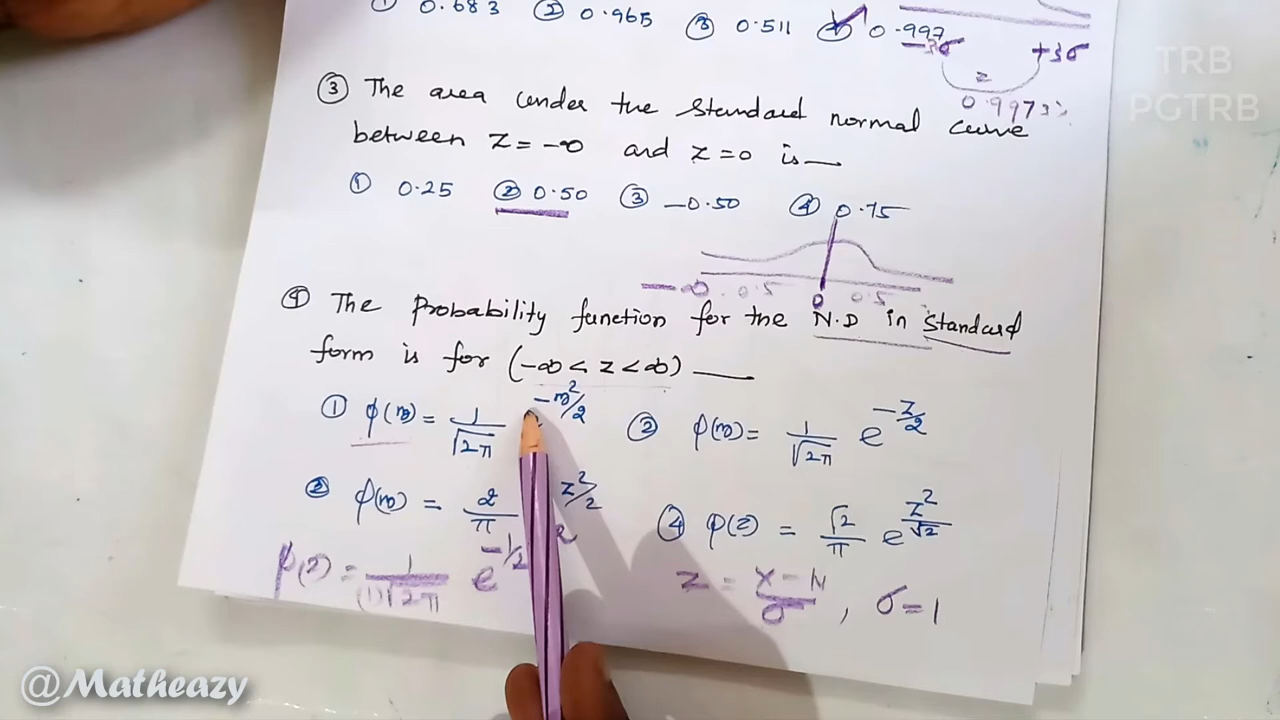 ① 0.683 ② 0.965 ③ 0.511 ④ 0.997
-3σ +3σ
=
0.9973%
TRB
PGTRB
③ The area under the standard normal curve
between z = -∞ and z = 0 is __
① 0.25 ② 0.50 ③ -0.50 ④ 0.75
-∞ 0.5 0 0.5
④ The Probability function for the N.D in standard
form is for (-∞ < z < ∞) __
① φ( ) = 1/√2π -  ²/2 ③ φ( ) = 1/√2π e^-z/2
② φ( ) = 2/π z²/2 ④ φ(z) = √2/π e^z²/√2
φ(z) = 1/(1)√2π e^-1/2 z = x - μ/σ, σ = 1
@Matheazy